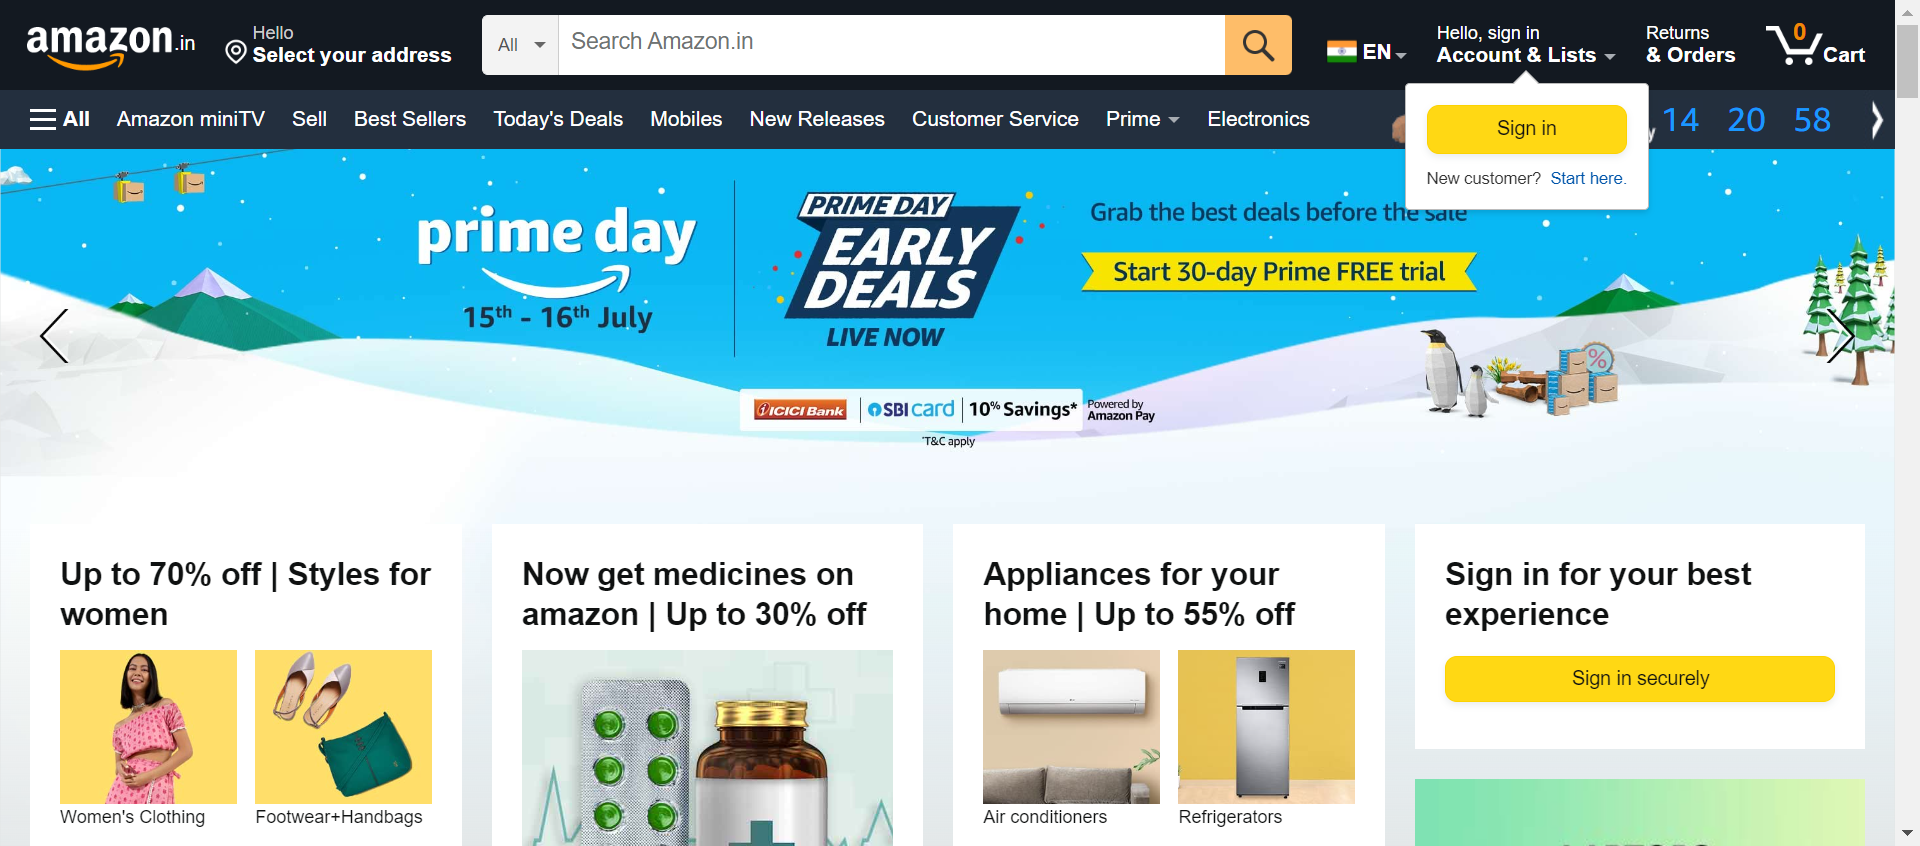 amazon.in
Hello
Select your address
All
Search Amazon.in
EN
Hello, sign in
Account & Lists
Returns
& Orders
0
Cart
All
Amazon miniTV
Sell
Best Sellers
Today's Deals
Mobiles
New Releases
Customer Service
Prime
Electronics
14 20 58
Sign in
New customer? Start here.
prime day
15th - 16th July
PRIME DAY
EARLY
DEALS
LIVE NOW
Grab the best deals before the sale
Start 30-day Prime FREE trial
ICICI Bank
SBI card
10% Savings*
Powered by
Amazon Pay
*T&C apply
%
Up to 70% off | Styles for
women
Women's Clothing
Footwear+Handbags
Now get medicines on
amazon | Up to 30% off
Appliances for your
home | Up to 55% off
Air conditioners
Refrigerators
Sign in for your best
experience
Sign in securely